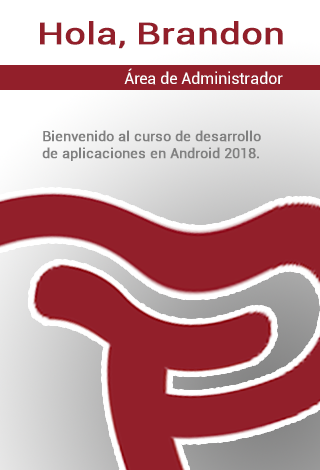 Hola, Brandon
Área de Administrador
Bienvenido al curso de desarrollo
de aplicaciones en Android 2018.